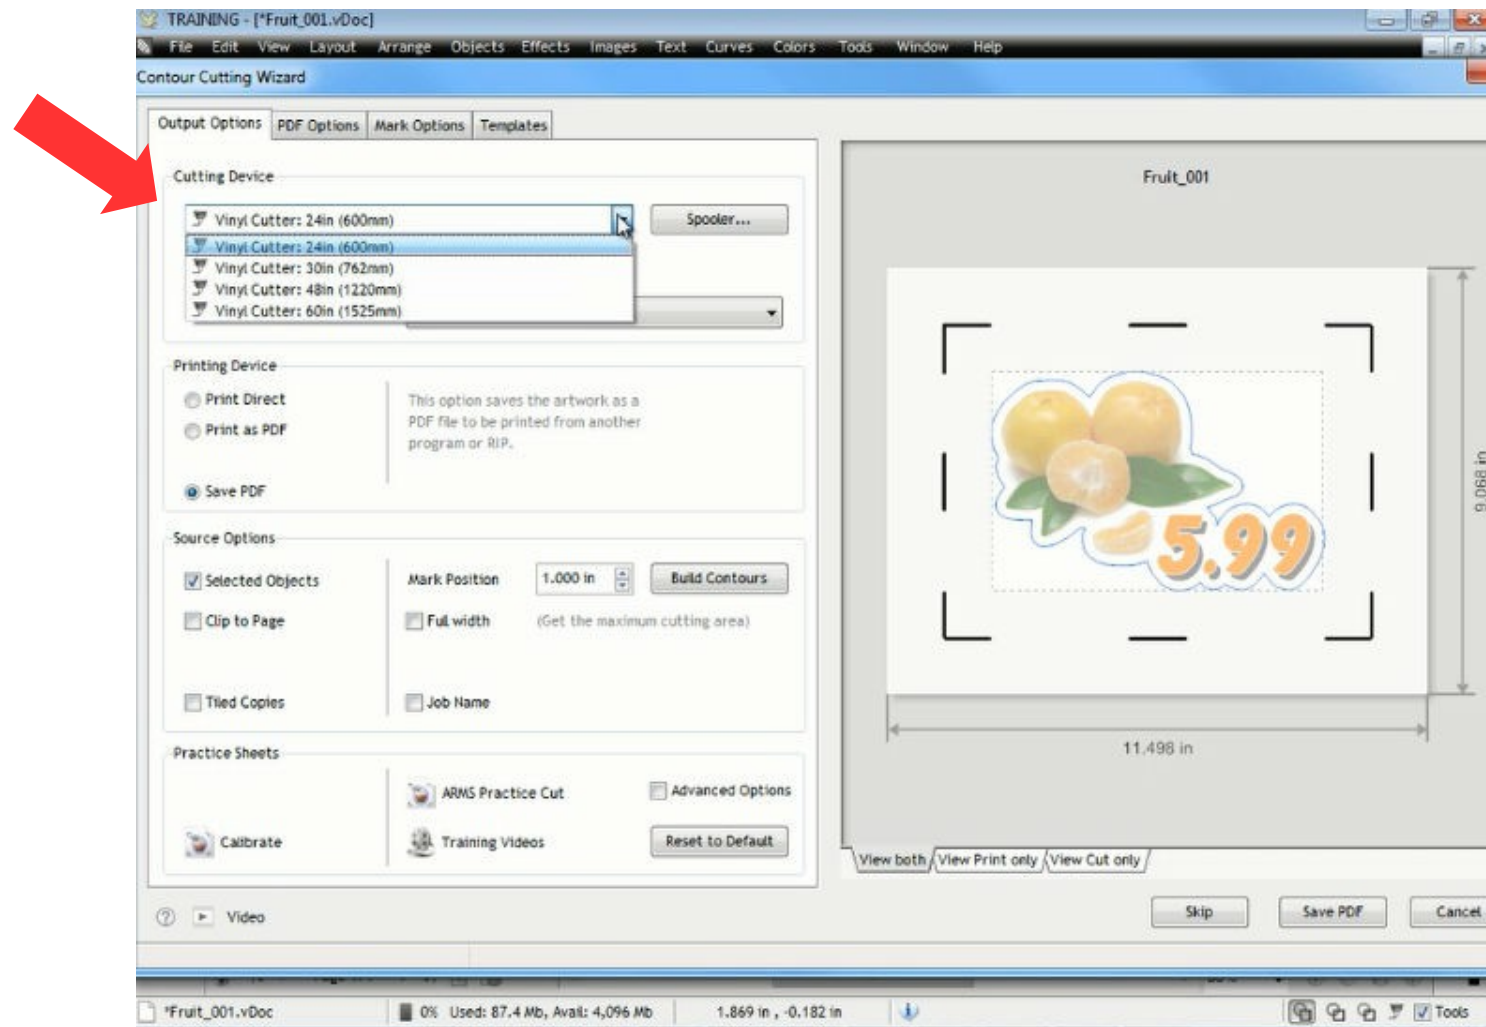 TRAINING - [*Fruit_001.vDoc]
File Edit View Layout Arrange Objects Effects Images Text Curves Colors Tools Window Help
Contour Cutting Wizard
Output Options PDF Options Mark Options Templates
Cutting Device
Vinyl Cutter: 24in (600mm)
Spooler...
Vinyl Cutter: 24in (600mm)
Vinyl Cutter: 30in (762mm)
Vinyl Cutter: 48in (1220mm)
Vinyl Cutter: 60in (1525mm)
Printing Device
Print Direct
Print as PDF
Save PDF
This option saves the artwork as a
PDF file to be printed from another
program or RIP.
Source Options
Selected Objects
Mark Position 1.000 in Build Contours
Clip to Page
Full width (Get the maximum cutting area)
Tiled Copies
Job Name
Practice Sheets
ARMS Practice Cut
Advanced Options
Calibrate
Training Videos
Reset to Default
Video
Fruit_001
5.99
9.068 in
11.498 in
View both View Print only View Cut only
Skip Save PDF Cancel
*Fruit_001.vDoc 0% Used: 87.4 Mb, Avail: 4,096 Mb 1.869 in , -0.182 in Tools